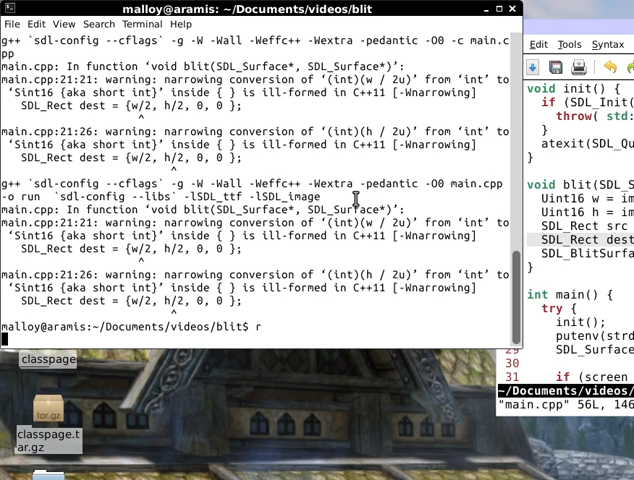 malloy@aramis: ~/Documents/videos/blit
File Edit View Search Terminal Help
g++ `sdl-config --cflags` -g -W -Wall -Weffc++ -Wextra -pedantic -O0 -c main.c
pp
main.cpp: In function ‘void blit(SDL_Surface*, SDL_Surface*)’:
main.cpp:21:21: warning: narrowing conversion of ‘(int)(w / 2u)’ from ‘int’ to
‘Sint16 {aka short int}’ inside { } is ill-formed in C++11 [-Wnarrowing]
SDL_Rect dest = {w/2, h/2, 0, 0 };
^
main.cpp:21:26: warning: narrowing conversion of ‘(int)(h / 2u)’ from ‘int’ to
‘Sint16 {aka short int}’ inside { } is ill-formed in C++11 [-Wnarrowing]
SDL_Rect dest = {w/2, h/2, 0, 0 };
^
g++ `sdl-config --cflags` -g -W -Wall -Weffc++ -Wextra -pedantic -O0 main.cpp
-o run `sdl-config --libs` -lSDL_ttf -lSDL_image
main.cpp: In function ‘void blit(SDL_Surface*, SDL_Surface*)’:
main.cpp:21:21: warning: narrowing conversion of ‘(int)(w / 2u)’ from ‘int’ to
‘Sint16 {aka short int}’ inside { } is ill-formed in C++11 [-Wnarrowing]
SDL_Rect dest = {w/2, h/2, 0, 0 };
^
main.cpp:21:26: warning: narrowing conversion of ‘(int)(h / 2u)’ from ‘int’ to
‘Sint16 {aka short int}’ inside { } is ill-formed in C++11 [-Wnarrowing]
SDL_Rect dest = {w/2, h/2, 0, 0 };
^
malloy@aramis:~/Documents/videos/blit$ r
Edit Tools Syntax
void init() {
if (SDL_Init(
throw( std:
}
atexit(SDL_Qu
}
void blit(SDL_S
Uint16 w = im
Uint16 h = im
SDL_Rect src
SDL_Rect dest
SDL_BlitSurfa
}
int main() {
try {
init();
putenv(strd
29 SDL_Surface
30
31 if (screen
~/Documents/videos/
"main.cpp" 56L, 146
classpage
tar.gz
classpage.t
ar.gz